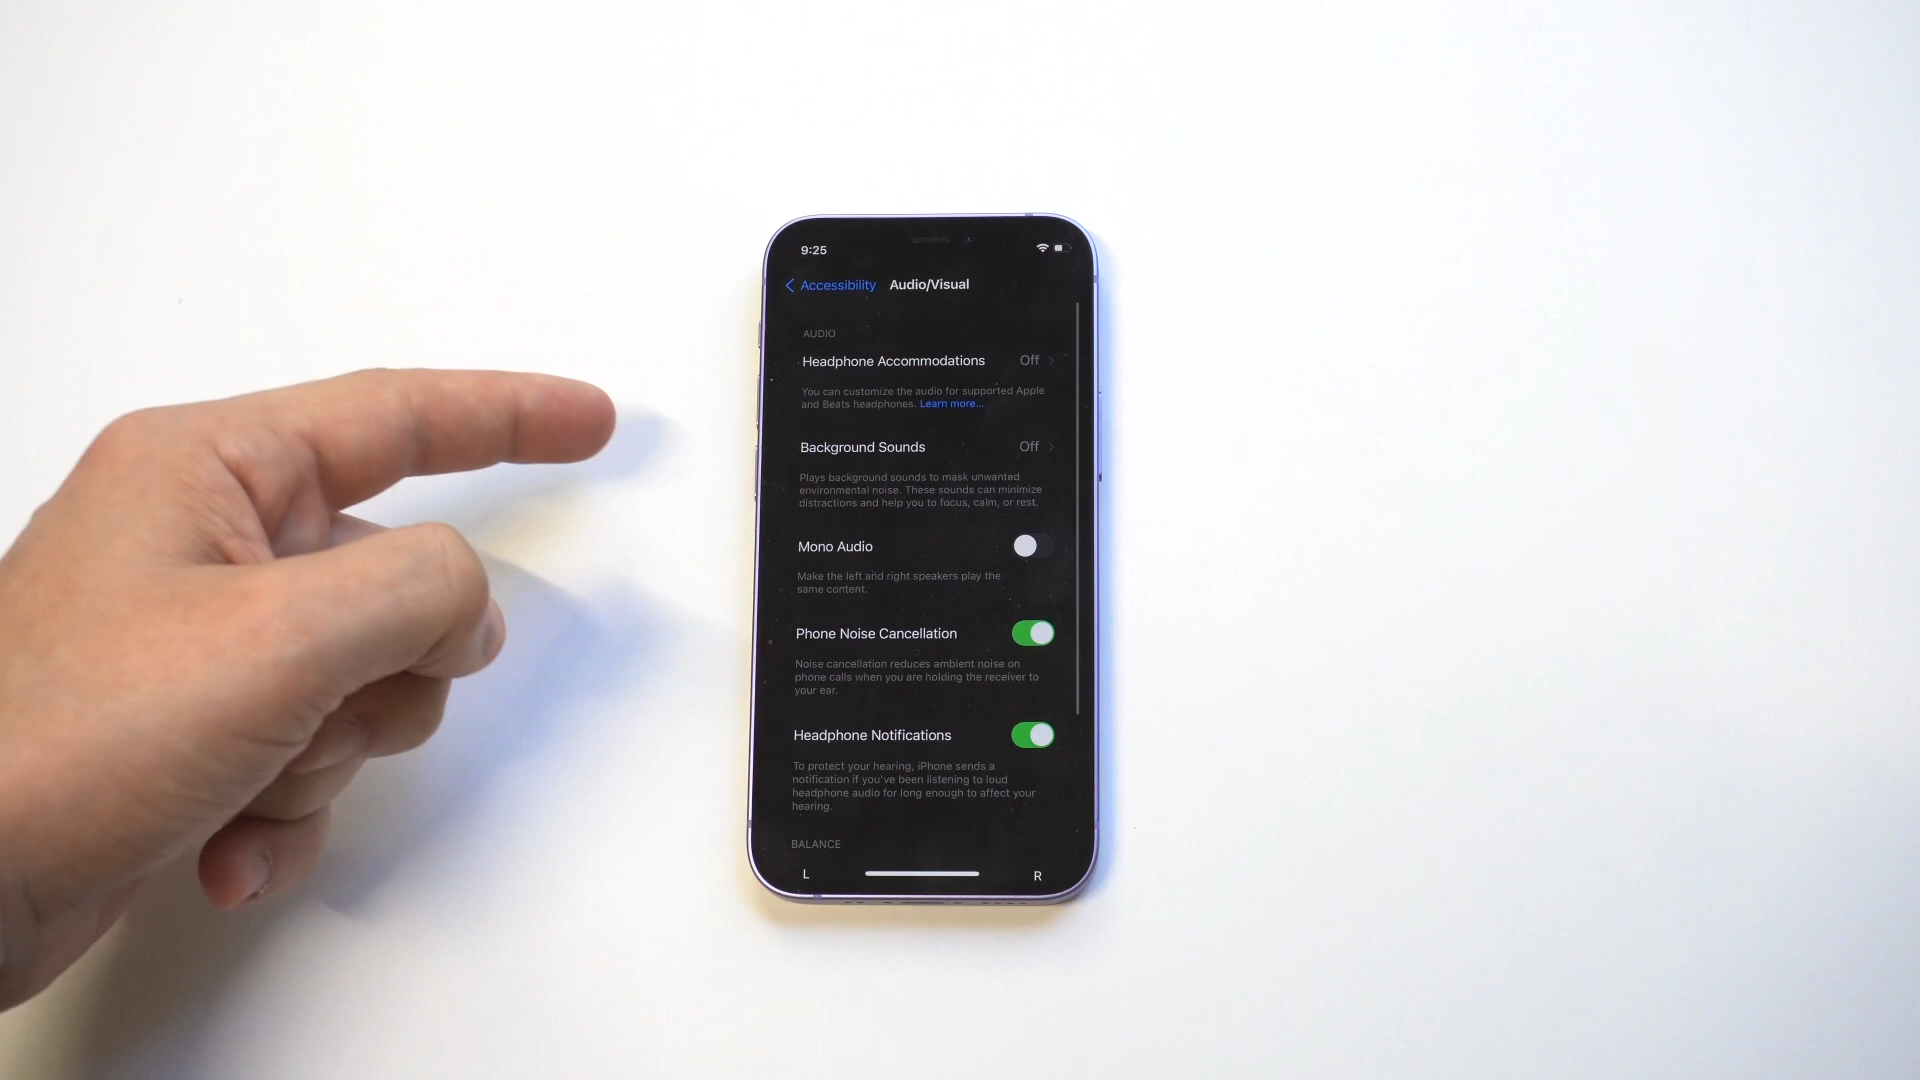 9:25
Accessibility Audio/Visual
AUDIO
Headphone Accommodations Off
You can customize the audio for supported Apple
and Beats headphones. Learn more...
Background Sounds Off
Plays background sounds to mask unwanted
environmental noise. These sounds can minimize
distractions and help you to focus, calm, or rest.
Mono Audio
Make the left and right speakers play the
same content.
Phone Noise Cancellation
Noise cancellation reduces ambient noise on
phone calls when you are holding the receiver to
your ear.
Headphone Notifications
To protect your hearing, iPhone sends a
notification if you've been listening to loud
headphone audio for long enough to affect your
hearing.
BALANCE
L R